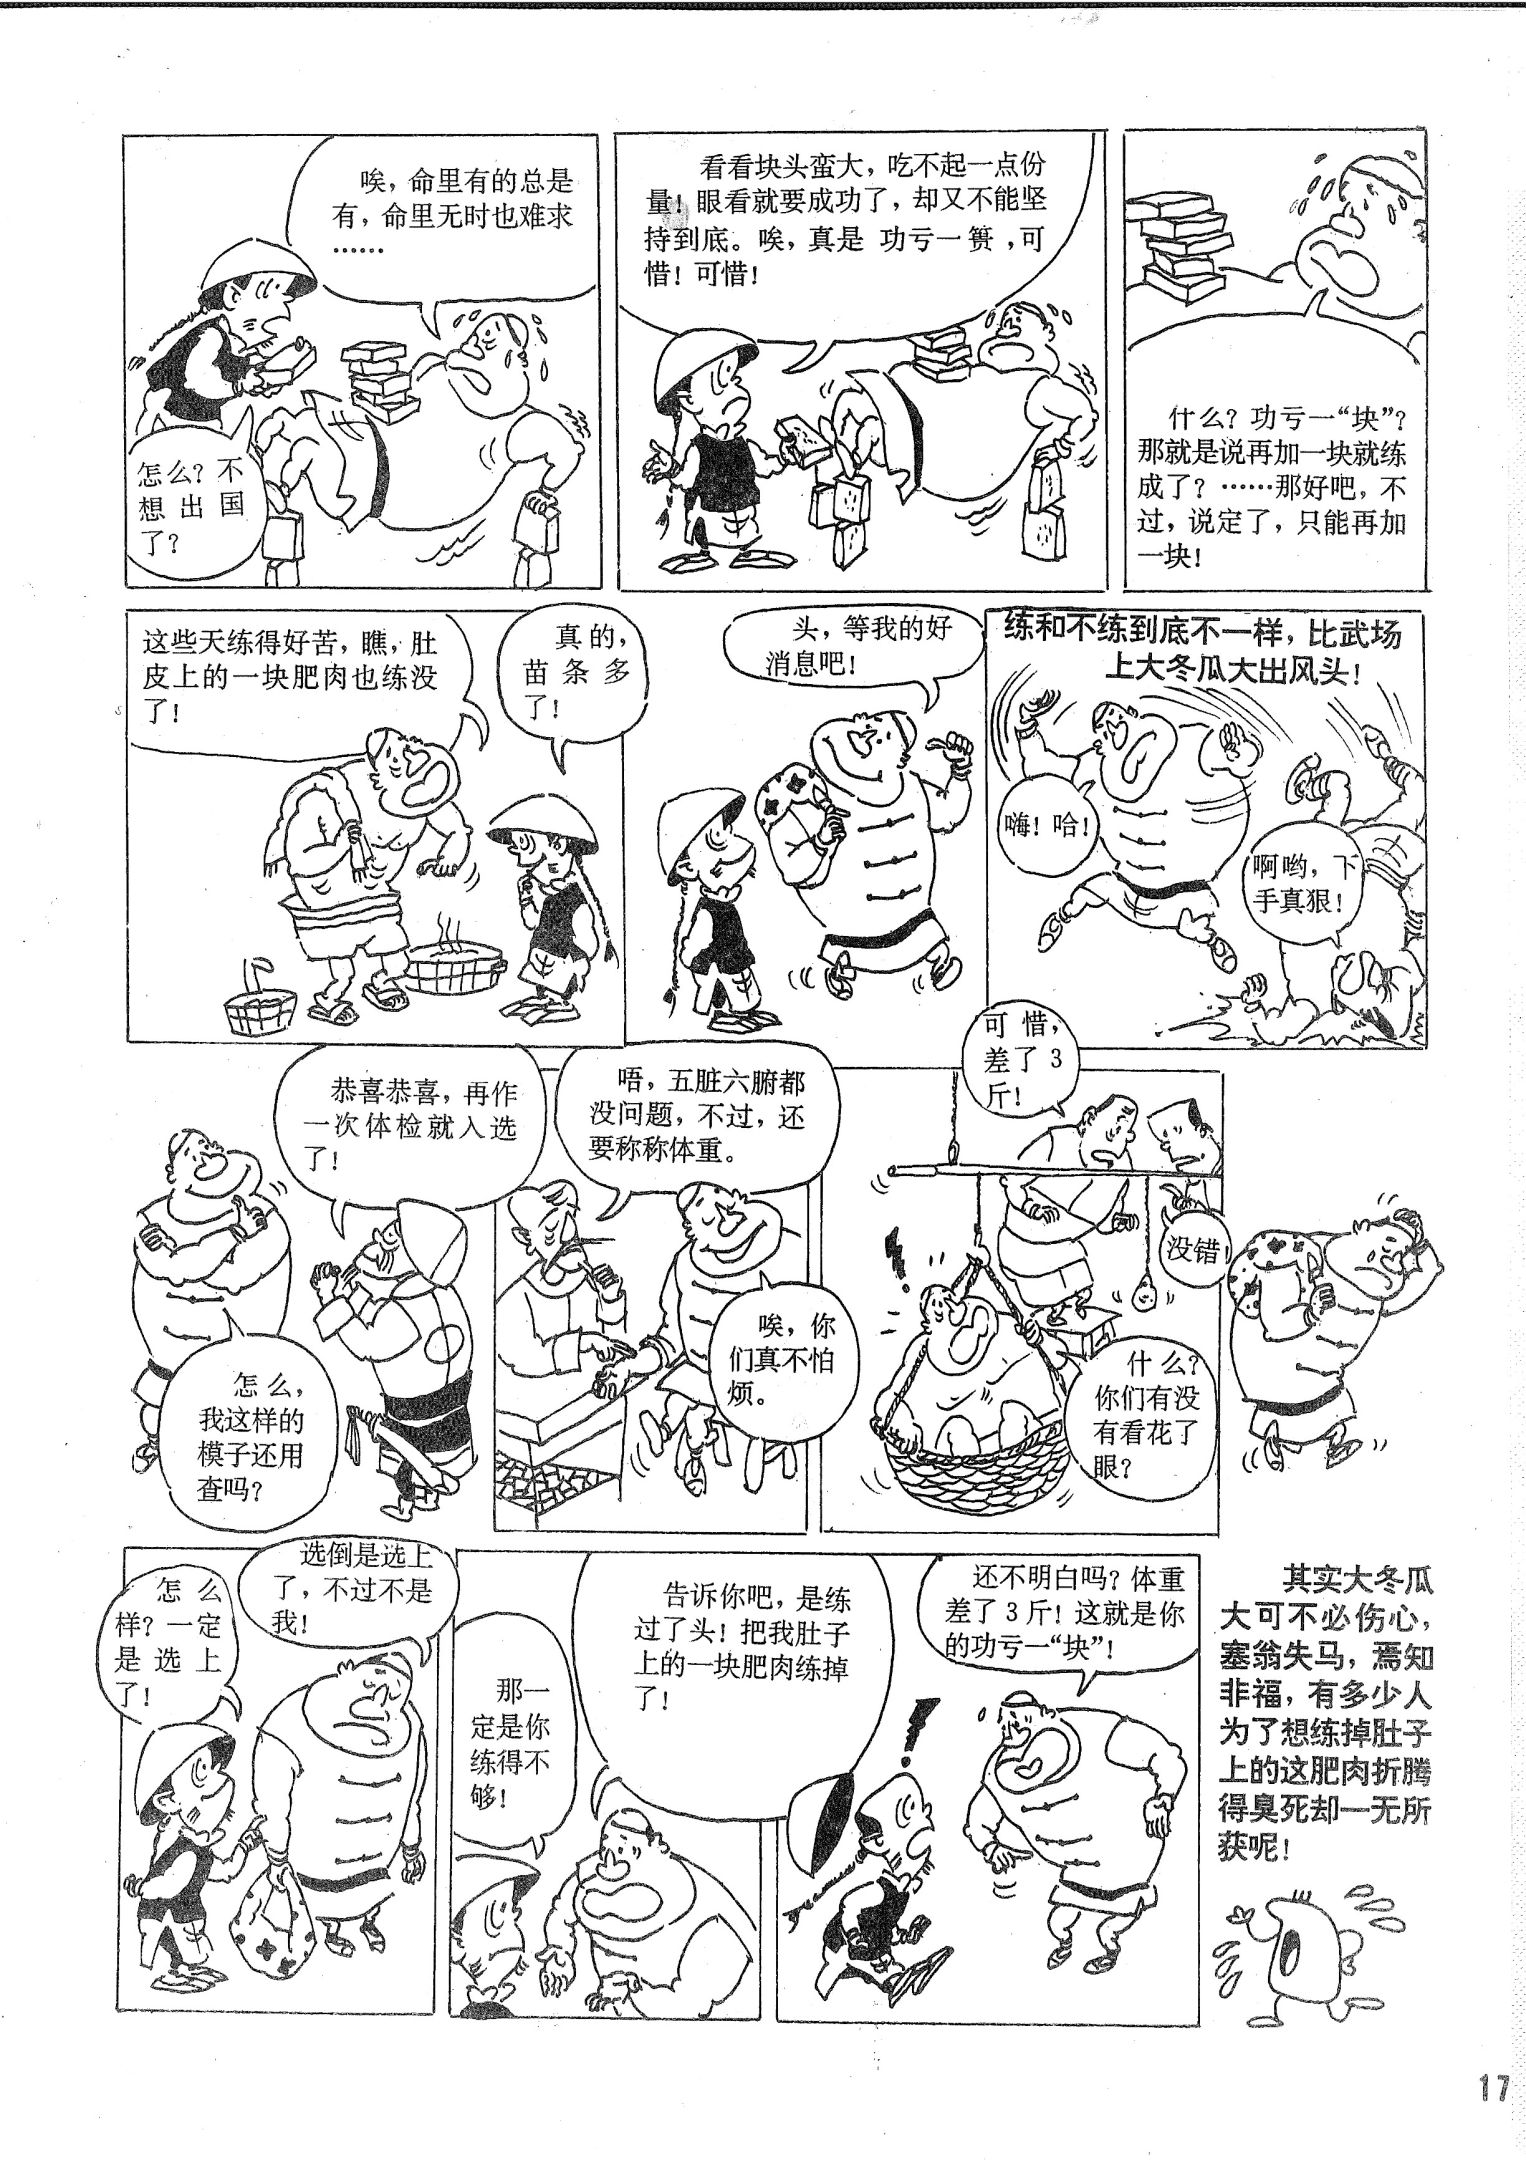 唉，命里有的总是
有，命里无时也难求
……
怎么？不
想出国
了？
看看块头蛮大，吃不起一点份
量！眼看就要成功了，却又不能坚
持到底。唉，真是 功亏一篑，可
惜！可惜！
什么？功亏一“块”？
那就是说再加一块就练
成了？……那好吧，不
过，说定了，只能再加
一块！
这些天练得好苦，瞧，肚
皮上的一块肥肉也练没
了！
真的，
苗条多
了！
头，等我的好
消息吧！
练和不练到底不一样，比武场
上大冬瓜大出风头！
嗨！哈！
啊哟，下
手真狠！
恭喜恭喜，再作
一次体检就入选
了！
怎么，
我这样的
模子还用
查吗？
唔，五脏六腑都
没问题，不过，还
要称称体重。
唉，你
们真不怕
烦。
可惜，
差了3
斤！
没错！
什么？
你们有没
有看花了
眼？
怎么
样？一定
是选上
了！
选倒是选上
了，不过不是
我！
那一
定是你
练得不
够！
告诉你吧，是练
过了头！把我肚子
上的一块肥肉练掉
了！
还不明白吗？体重
差了3斤！这就是你
的功亏一“块”！
其实大冬瓜
大可不必伤心，
塞翁失马，焉知
非福，有多少人
为了想练掉肚子
上的这肥肉折腾
得臭死却一无所
获呢！
17